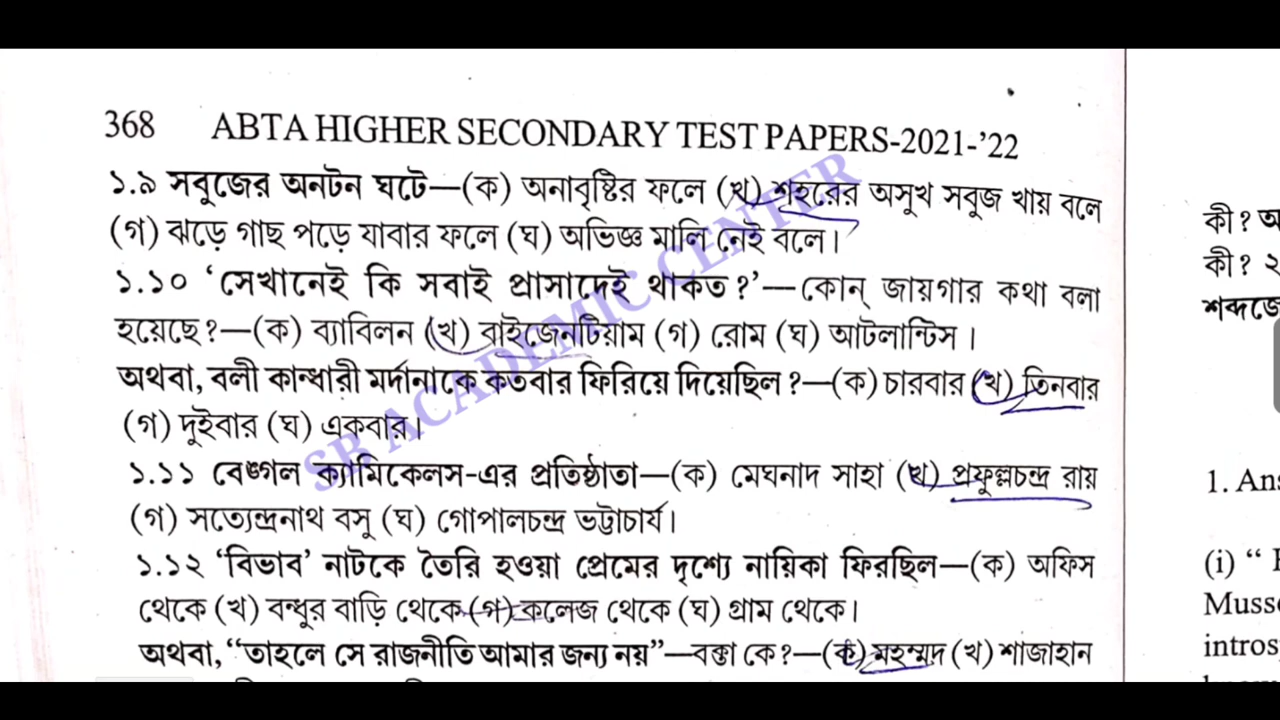 368 ABTA HIGHER SECONDARY TEST PAPERS-2021-'22
১.৯ সবুজের অনটন ঘটে—(ক) অনাবৃষ্টির ফলে (খ) শহরের অসুখ সবুজ খায় বলে
(গ) ঝড়ে গাছ পড়ে যাবার ফলে (ঘ) অভিজ্ঞ মালি নেই বলে।
১.১০ 'সেখানেই কি সবাই প্রাসাদেই থাকত?'—কোন্ জায়গার কথা বলা
হয়েছে?—(ক) ব্যাবিলন (খ) বাইজেনটিয়াম (গ) রোম (ঘ) আটলান্টিস।
অথবা, বলী কান্ধারী মর্দানাকে কতবার ফিরিয়ে দিয়েছিল?—(ক) চারবার (খ) তিনবার
(গ) দুইবার (ঘ) একবার।
১.১১ বেঙ্গল ক্যামিকেলস-এর প্রতিষ্ঠাতা—(ক) মেঘনাদ সাহা (খ) প্রফুল্লচন্দ্র রায়
(গ) সত্যেন্দ্রনাথ বসু (ঘ) গোপালচন্দ্র ভট্টাচার্য।
১.১২ 'বিভাব' নাটকে তৈরি হওয়া প্রেমের দৃশ্যে নায়িকা ফিরছিল—(ক) অফিস
থেকে (খ) বন্ধুর বাড়ি থেকে (গ) কলেজ থেকে (ঘ) গ্রাম থেকে।
অথবা, "তাহলে সে রাজনীতি আমার জন্য নয়"—বক্তা কে?—(ক) মহম্মদ (খ) শাজাহান
SB ACADEMIC CENTER
কী? অ
কী? ২
শব্দজে
1. Ans
(i) "
Musso
intros